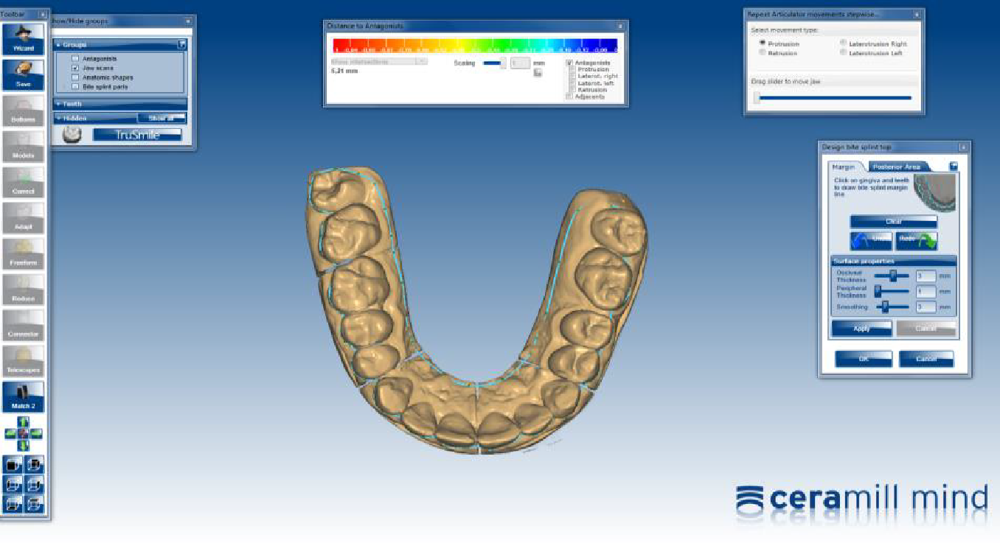 Toolbar
Wizard
Save
Bottoms
Models
Correct
Adapt
Freeform
Reduce
Connector
Telescopes
Match 2
how/Hide groups
Groups
Antagonists
Jaw scans
Anatomic shapes
Bite splint parts
Teeth
Hidden
Show all
TruSmile
Distance to Antagonists
Show intersections
5,21 mm
Scaling
1
mm
Antagonists
Protrusion
Laterot. right
Laterot. left
Retrusion
Adjacents
Repeat Articulator movements stepwise...
Select movement type:
Protrusion
Laterotrusion Right
Retrusion
Laterotrusion Left
Drag slider to move jaw
Design bite splint top
Margin
Posterior Area
Click on gingiva and teeth
to draw bite splint margin
line
Clear
Undo
Redo
Surface properties
Occlusal
Thickness
3 mm
Peripheral
Thickness
1 mm
Smoothing
3 mm
Apply
Cancel
OK
Cancel
ceramill mind